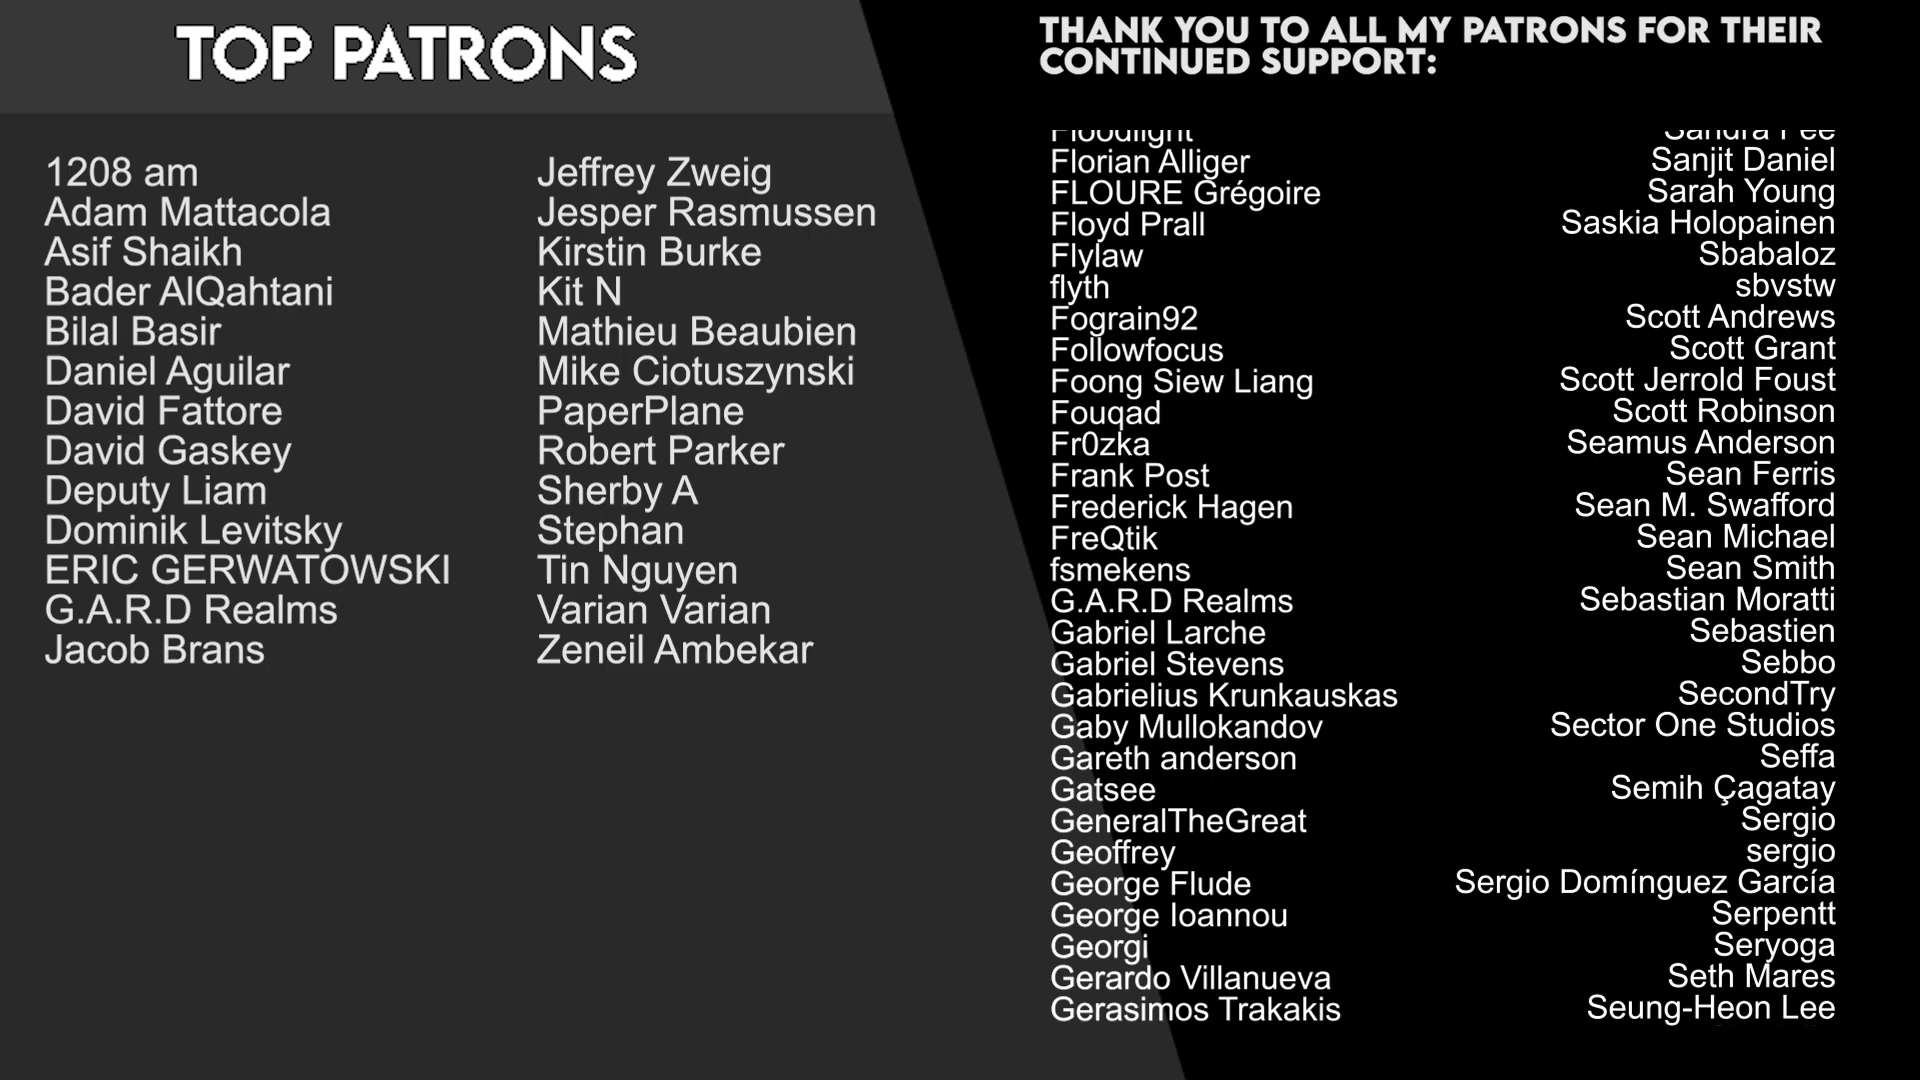 TOP PATRONS
1208 am
Adam Mattacola
Asif Shaikh
Bader AlQahtani
Bilal Basir
Daniel Aguilar
David Fattore
David Gaskey
Deputy Liam
Dominik Levitsky
ERIC GERWATOWSKI
G.A.R.D Realms
Jacob Brans
Jeffrey Zweig
Jesper Rasmussen
Kirstin Burke
Kit N
Mathieu Beaubien
Mike Ciotuszynski
PaperPlane
Robert Parker
Sherby A
Stephan
Tin Nguyen
Varian Varian
Zeneil Ambekar
THANK YOU TO ALL MY PATRONS FOR THEIR
CONTINUED SUPPORT:
Floodlight
Florian Alliger
FLOURE Grégoire
Floyd Prall
Flylaw
flyth
Fograin92
Followfocus
Foong Siew Liang
Fouqad
Fr0zka
Frank Post
Frederick Hagen
FreQtik
fsmekens
G.A.R.D Realms
Gabriel Larche
Gabriel Stevens
Gabrielius Krunkauskas
Gaby Mullokandov
Gareth anderson
Gatsee
GeneralTheGreat
Geoffrey
George Flude
George Ioannou
Georgi
Gerardo Villanueva
Gerasimos Trakakis
Sandra
Sanjit Daniel
Sarah Young
Saskia Holopainen
Sbabaloz
sbvstw
Scott Andrews
Scott Grant
Scott Jerrold Foust
Scott Robinson
Seamus Anderson
Sean Ferris
Sean M. Swafford
Sean Michael
Sean Smith
Sebastian Moratti
Sebastien
Sebbo
SecondTry
Sector One Studios
Seffa
Semih Çagatay
Sergio
sergio
Sergio Domínguez García
Serpentt
Seryoga
Seth Mares
Seung-Heon Lee